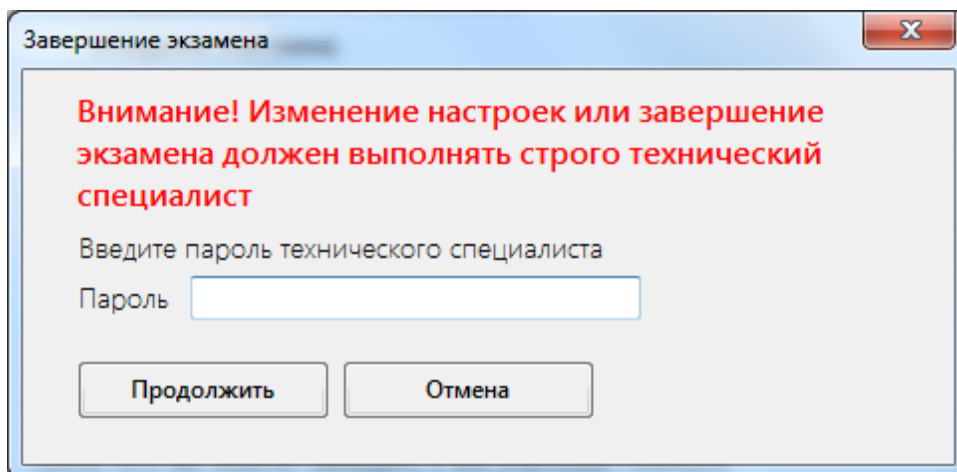 Завершение экзамена
Внимание! Изменение настроек или завершение
экзамена должен выполнять строго технический
специалист
Введите пароль технического специалиста
Пароль
Продолжить Отмена